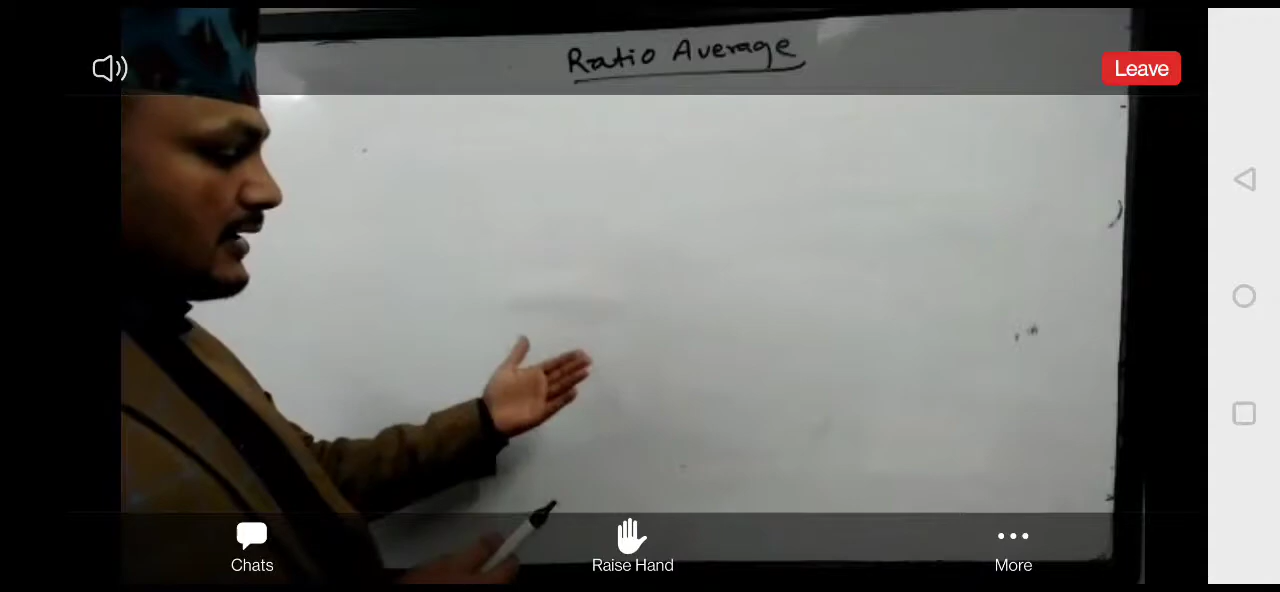 Ratio Average
Leave
Chats
Raise Hand
More